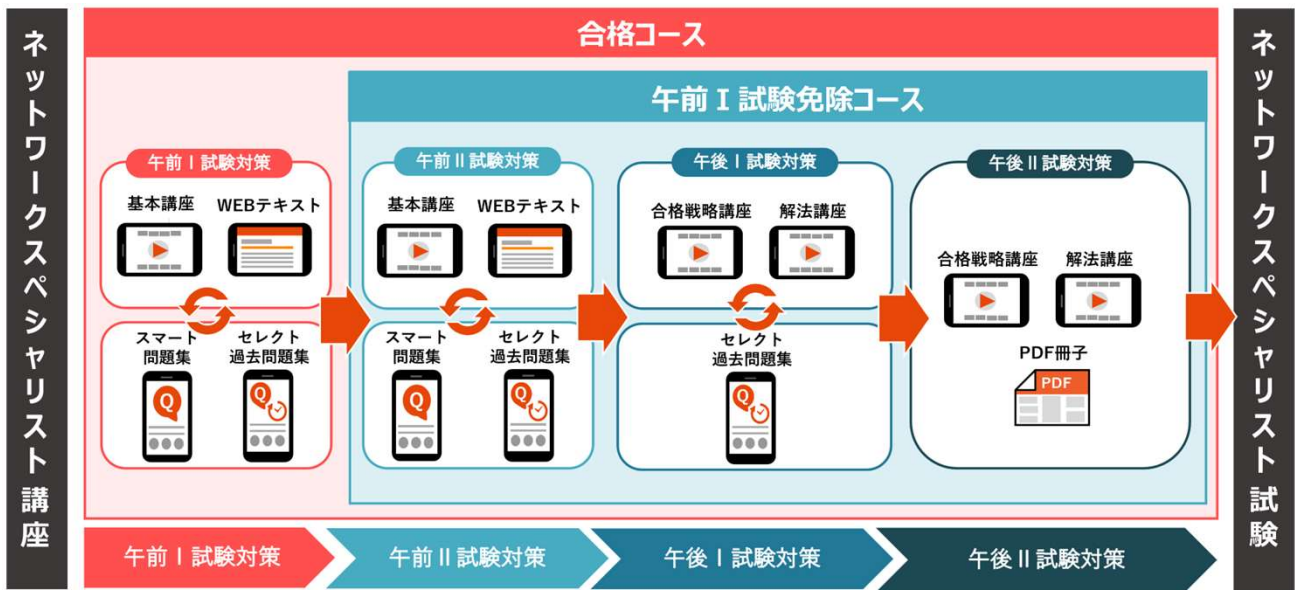 ネットワークスペシャリスト講座
合格コース
午前Ⅰ試験免除コース
午前Ⅰ試験対策
基本講座
WEBテキスト
スマート
問題集
Q
セレクト
過去問題集
Q
午前Ⅱ試験対策
基本講座
WEBテキスト
スマート
問題集
Q
セレクト
過去問題集
Q
午後Ⅰ試験対策
合格戦略講座
解法講座
セレクト
過去問題集
Q
午後Ⅱ試験対策
合格戦略講座
解法講座
PDF冊子
PDF
ネットワークスペシャリスト試験
午前Ⅰ試験対策
午前Ⅱ試験対策
午後Ⅰ試験対策
午後Ⅱ試験対策